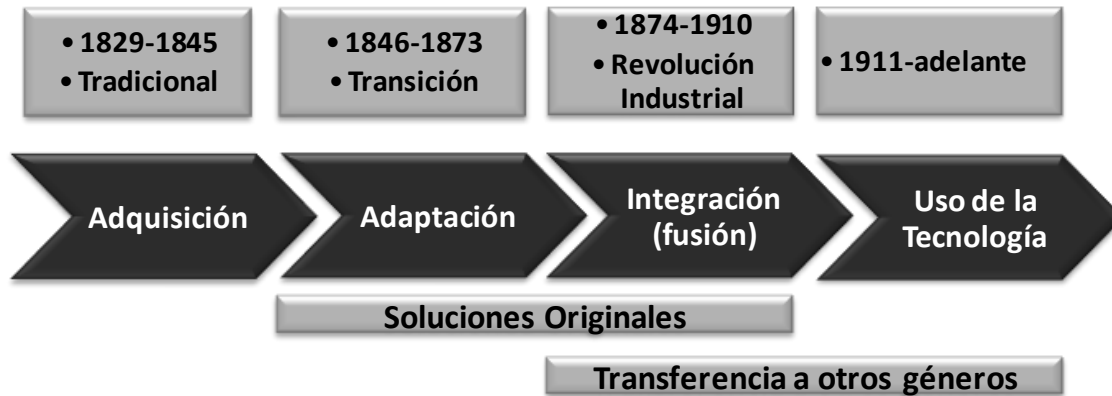 • 1829-1845
• Tradicional
• 1846-1873
• Transición
• 1874-1910
• Revolución
Industrial
• 1911-adelante
Adquisición
Adaptación
Integración
(fusión)
Uso de la
Tecnología
Soluciones Originales
Transferencia a otros géneros